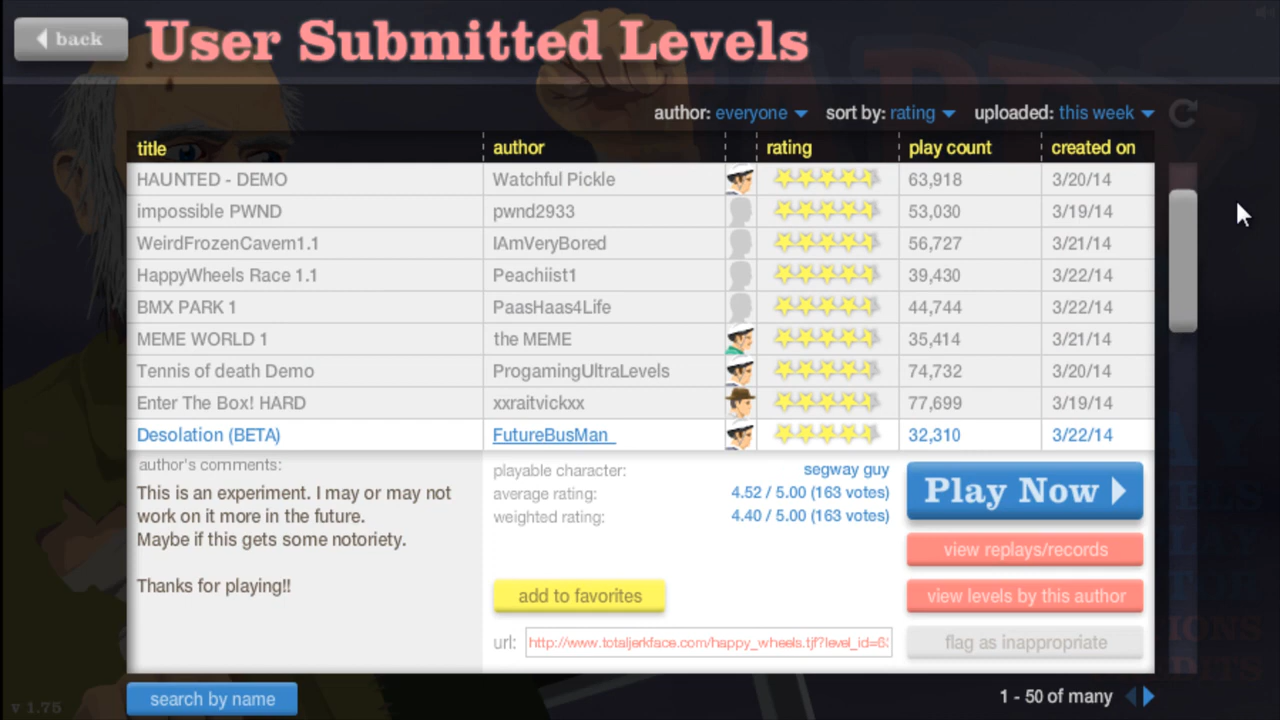 back
User Submitted Levels
author: everyone sort by: rating uploaded: this week
title author rating play count created on
HAUNTED - DEMO Watchful Pickle 63,918 3/20/14
impossible PWND pwnd2933 53,030 3/19/14
WeirdFrozenCavern1.1 IAmVeryBored 56,727 3/21/14
HappyWheels Race 1.1 Peachiist1 39,430 3/22/14
BMX PARK 1 PaasHaas4Life 44,744 3/22/14
MEME WORLD 1 the MEME 35,414 3/21/14
Tennis of death Demo ProgamingUltraLevels 74,732 3/20/14
Enter The Box! HARD xxraitvickxx 77,699 3/19/14
Desolation (BETA) FutureBusMan_ 32,310 3/22/14
author's comments:
This is an experiment. I may or may not
work on it more in the future.
Maybe if this gets some notoriety.
Thanks for playing!!
playable character: segway guy
average rating: 4.52 / 5.00 (163 votes)
weighted rating: 4.40 / 5.00 (163 votes)
add to favorites
url: http://www.totaljerkface.com/happy_wheels.tjf?level_id=6
Play Now
view replays/records
view levels by this author
flag as inappropriate
search by name
1 - 50 of many
v 1.75